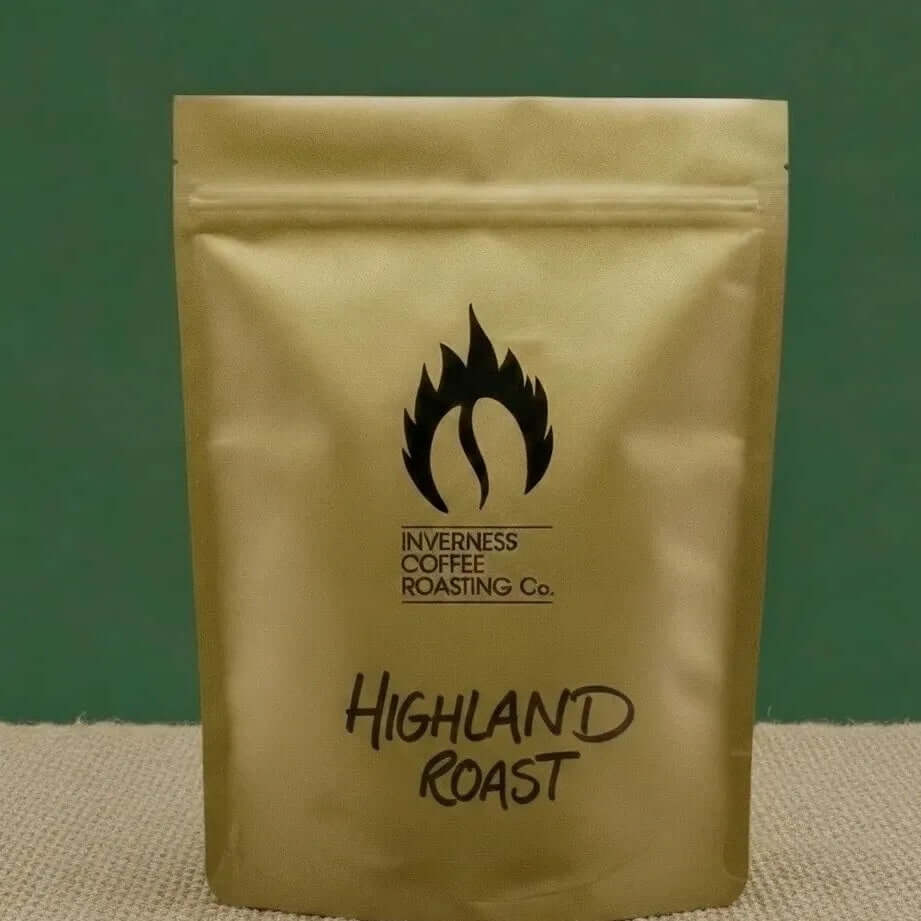 INVERNESS
COFFEE
ROASTING Co.
HIGHLAND
ROAST